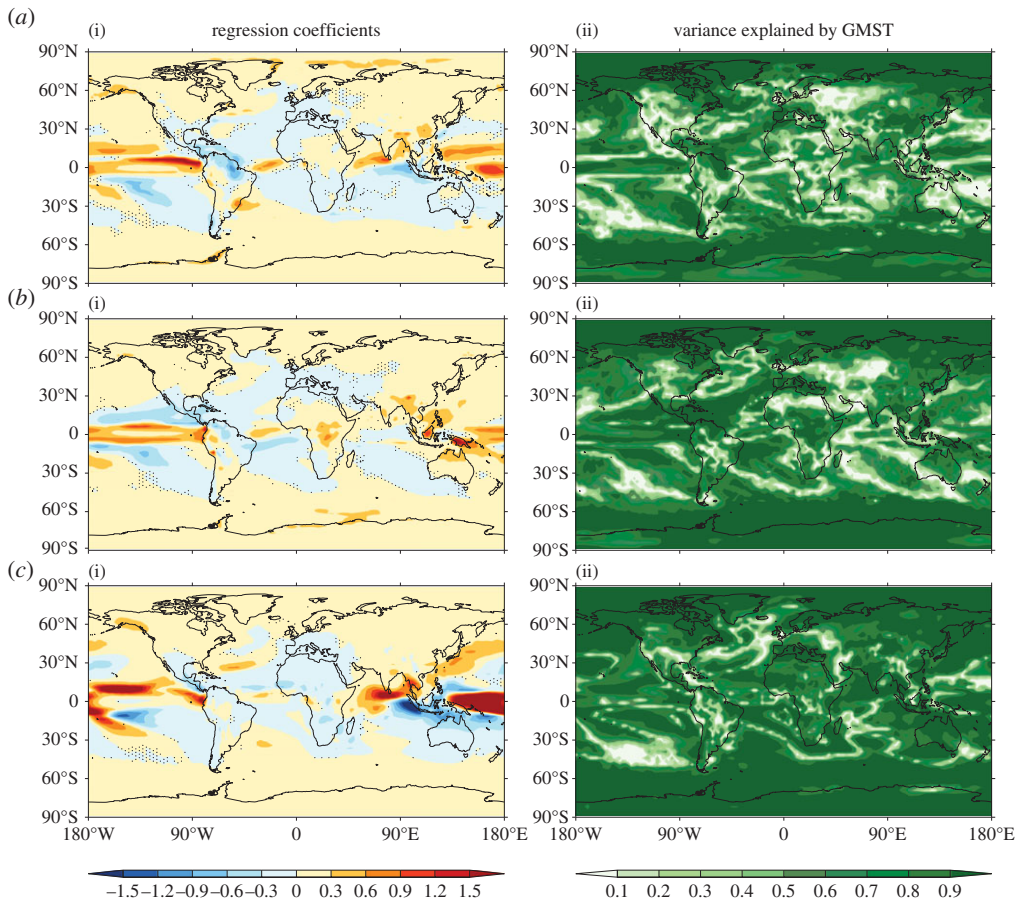 (a)
(i) regression coefficients
(ii) variance explained by GMST
90°N
60°N
30°N
0
30°S
60°S
90°S
90°N
60°N
30°N
0
30°S
60°S
90°S
(b)
(i)
(ii)
90°N
60°N
30°N
0
30°S
60°S
90°S
90°N
60°N
30°N
0
30°S
60°S
90°S
(c)
(i)
(ii)
90°N
60°N
30°N
0
30°S
60°S
90°S
90°N
60°N
30°N
0
30°S
60°S
90°S
180°W 90°W 0 90°E 180°E
180°W 90°W 0 90°E 180°E
−1.5 −1.2 −0.9 −0.6 −0.3 0 0.3 0.6 0.9 1.2 1.5
0.1 0.2 0.3 0.4 0.5 0.6 0.7 0.8 0.9